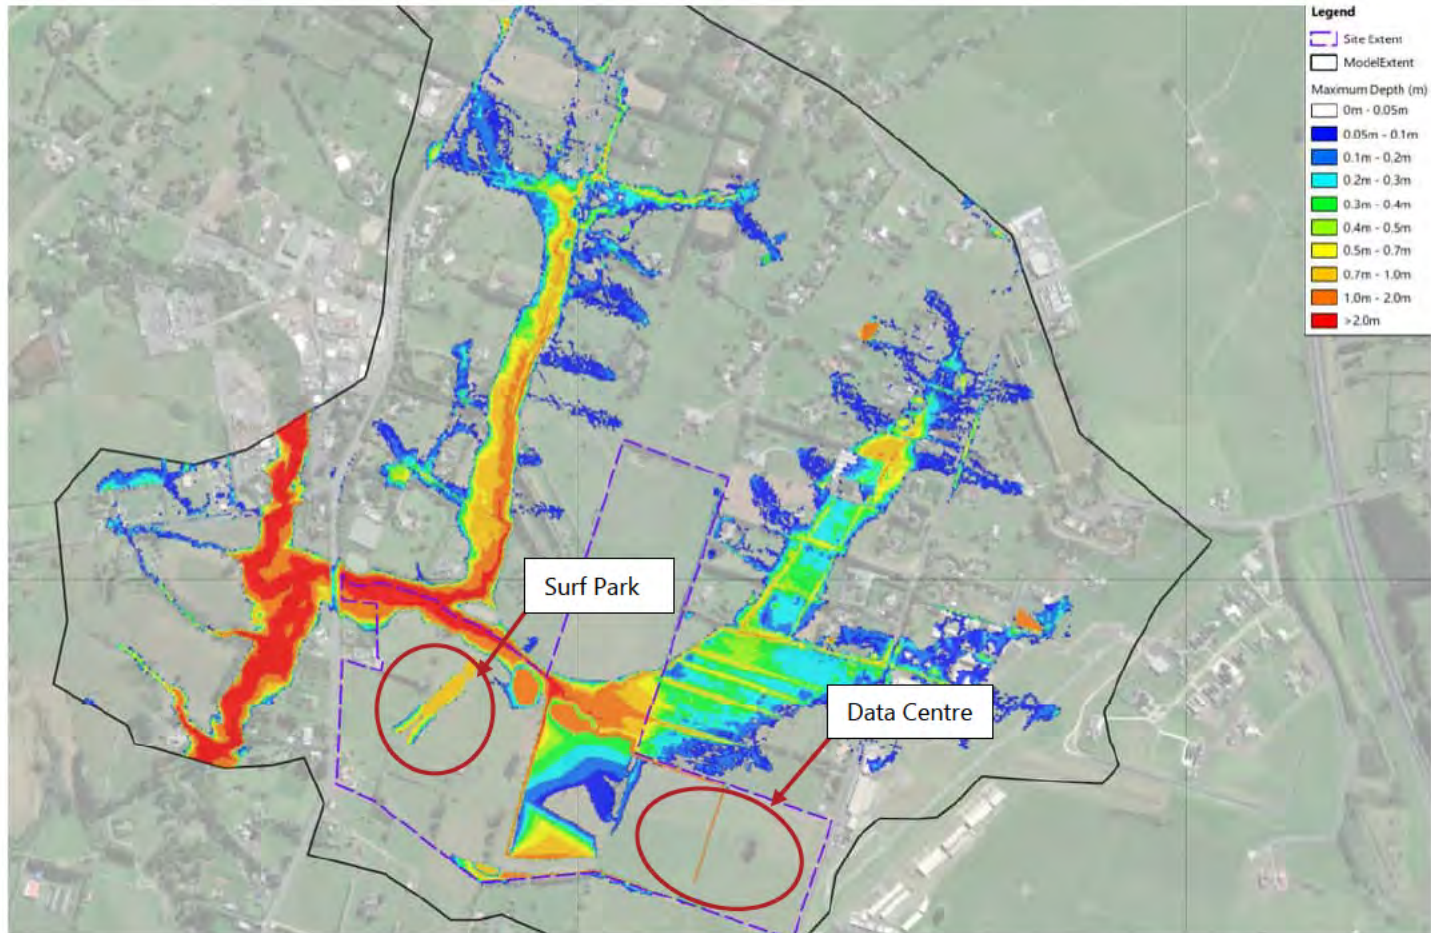 Legend
Site Extent
ModelExtent
Maximum Depth (m)
0m - 0.05m
0.05m - 0.1m
0.1m - 0.2m
0.2m - 0.3m
0.3m - 0.4m
0.4m - 0.5m
0.5m - 0.7m
0.7m - 1.0m
1.0m - 2.0m
>2.0m
Surf Park
Data Centre